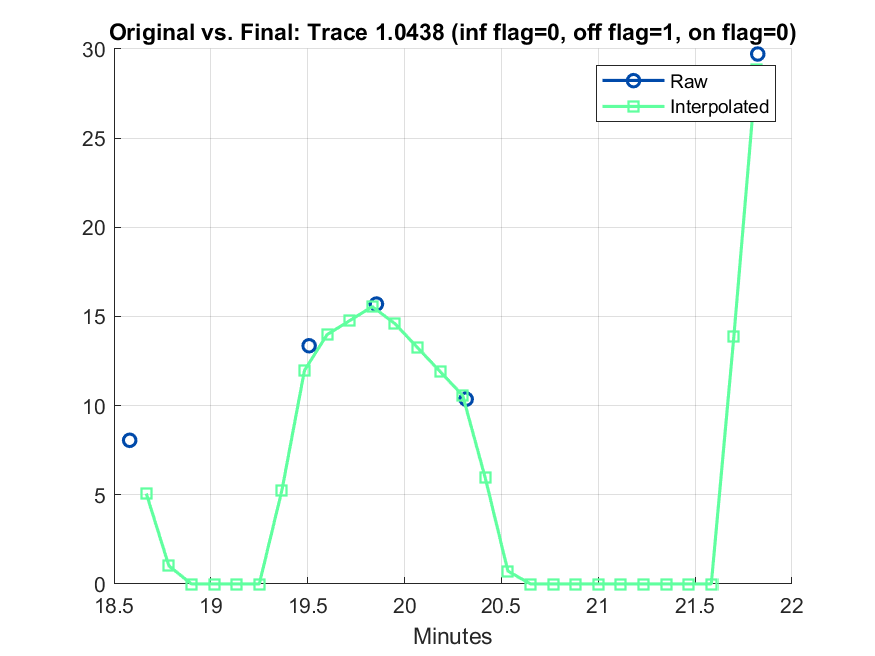 Original vs. Final: Trace 1.0438 (inf flag=0, off flag=1, on flag=0)
30
25
20
15
10
5
0
Raw
Interpolated
18.5 19 19.5 20 20.5 21 21.5 22
Minutes